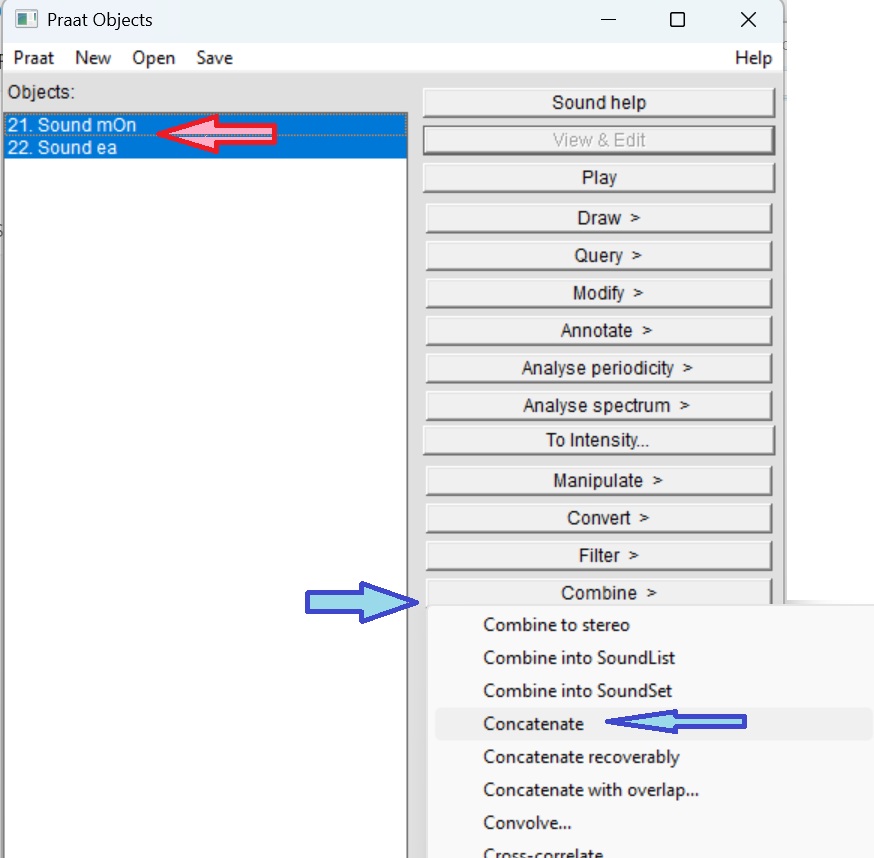 Praat Objects
Praat New Open Save Help
Objects:
21. Sound mOn
22. Sound ea
Sound help
View & Edit
Play
Draw >
Query >
Modify >
Annotate >
Analyse periodicity >
Analyse spectrum >
To Intensity...
Manipulate >
Convert >
Filter >
Combine >
Combine to stereo
Combine into SoundList
Combine into SoundSet
Concatenate
Concatenate recoverably
Concatenate with overlap...
Convolve...
Cross-correlate